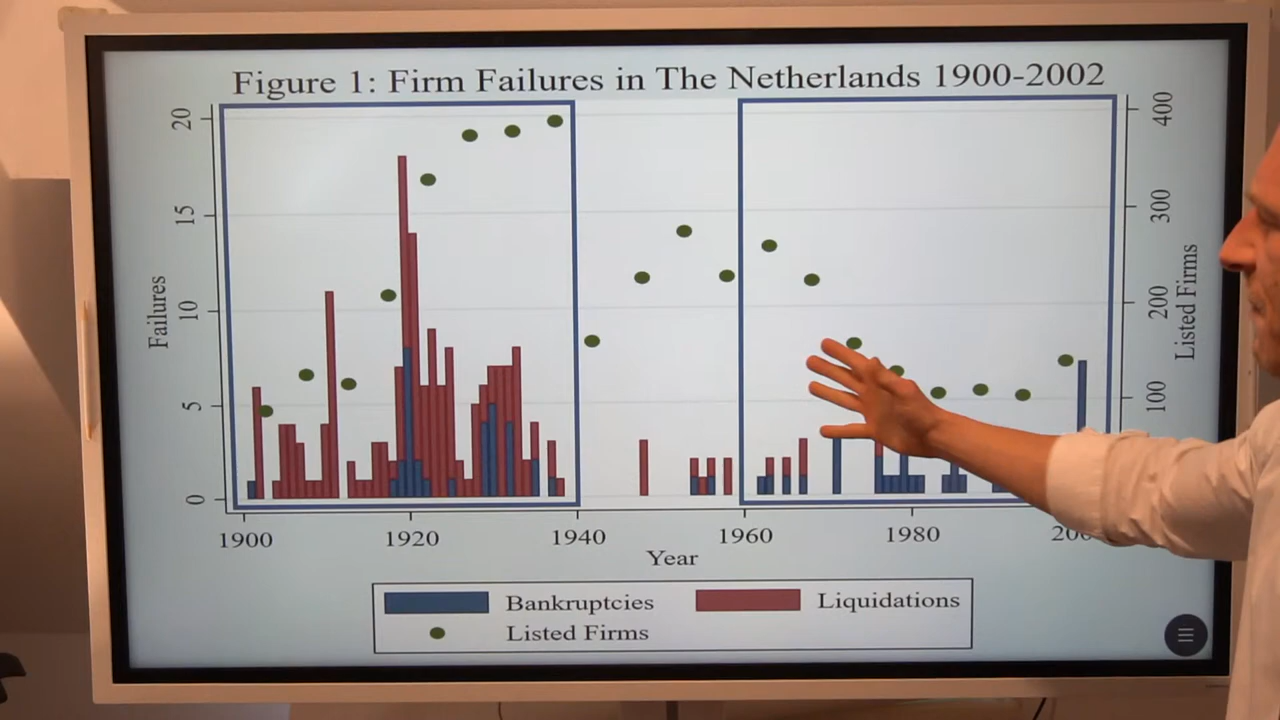 Figure 1: Firm Failures in The Netherlands 1900-2002
Failures
20
15
10
5
0
400
300
200
100
Listed Firms
1900
1920
1940
1960
1980
Year
Bankruptcies
Liquidations
Listed Firms